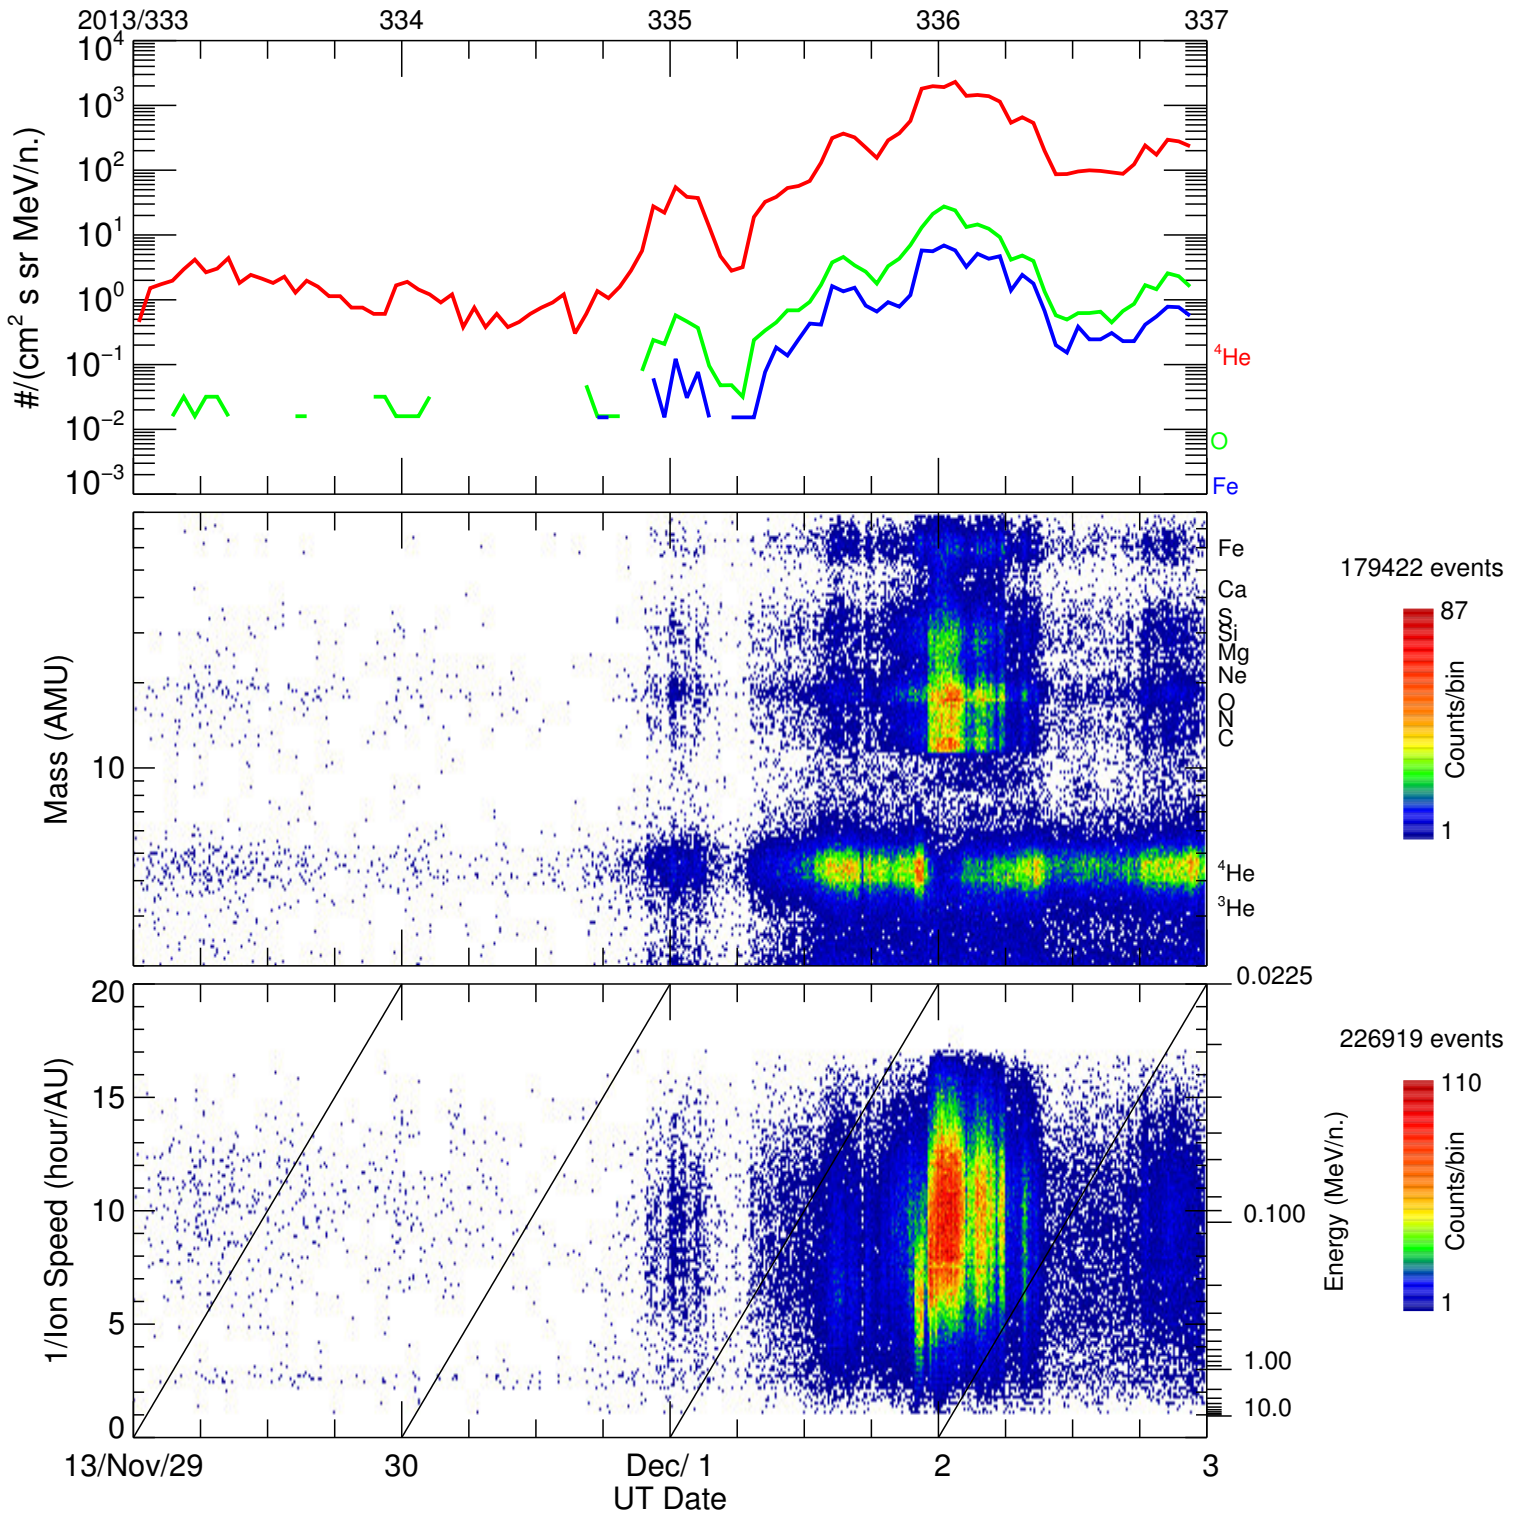 2013/333 334 335 336 337
10^4
10^3
10^2
10^1
10^0
10^−1
10^−2
10^−3
#/(cm^2 s sr MeV/n.)
^4He
O
Fe
Mass (AMU)
10
Fe
Ca
S
Si
Mg
Ne
O
N
C
^4He
^3He
179422 events
87
Counts/bin
1
1/Ion Speed (hour/AU)
20
15
10
5
0
0.0225
0.100
1.00
10.0
Energy (MeV/n.)
226919 events
110
Counts/bin
1
13/Nov/29 30 Dec/ 1 2 3
UT Date